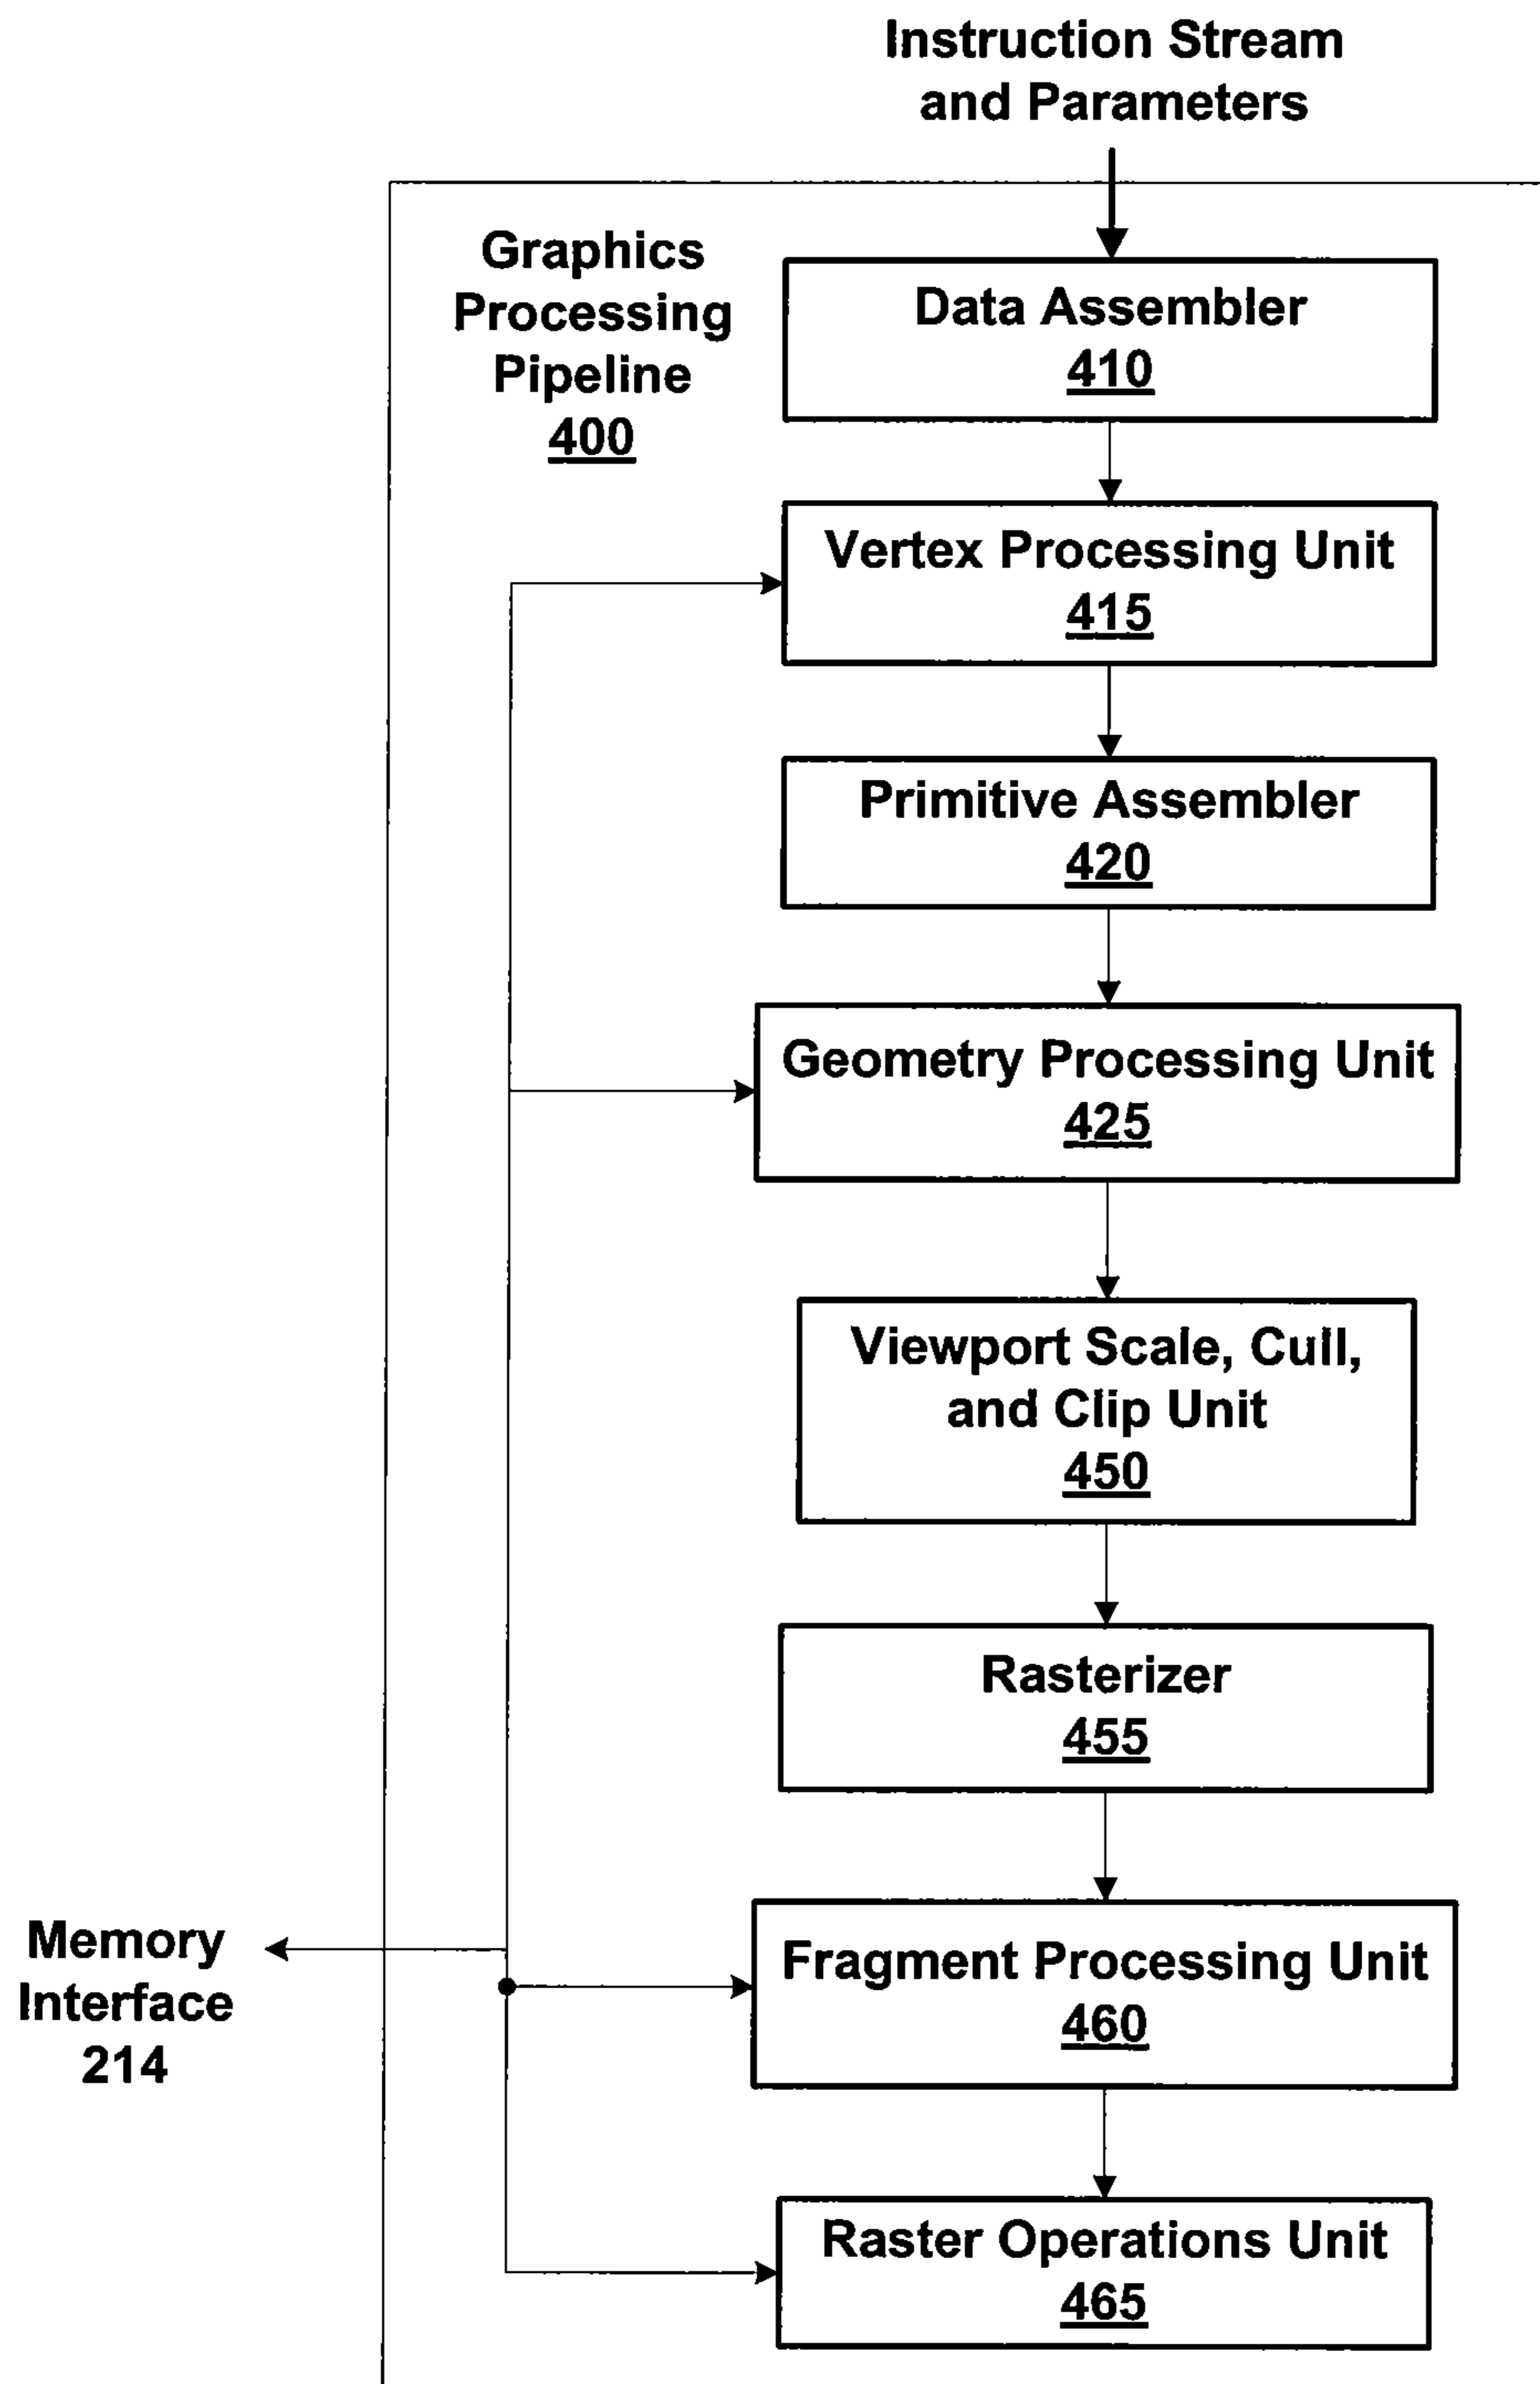 Instruction Stream
and Parameters
Graphics
Processing
Pipeline
400
Data Assembler
410
Vertex Processing Unit
415
Primitive Assembler
420
Geometry Processing Unit
425
Viewport Scale, Cull,
and Clip Unit
450
Rasterizer
455
Memory
Interface
214
Fragment Processing Unit
460
Raster Operations Unit
465